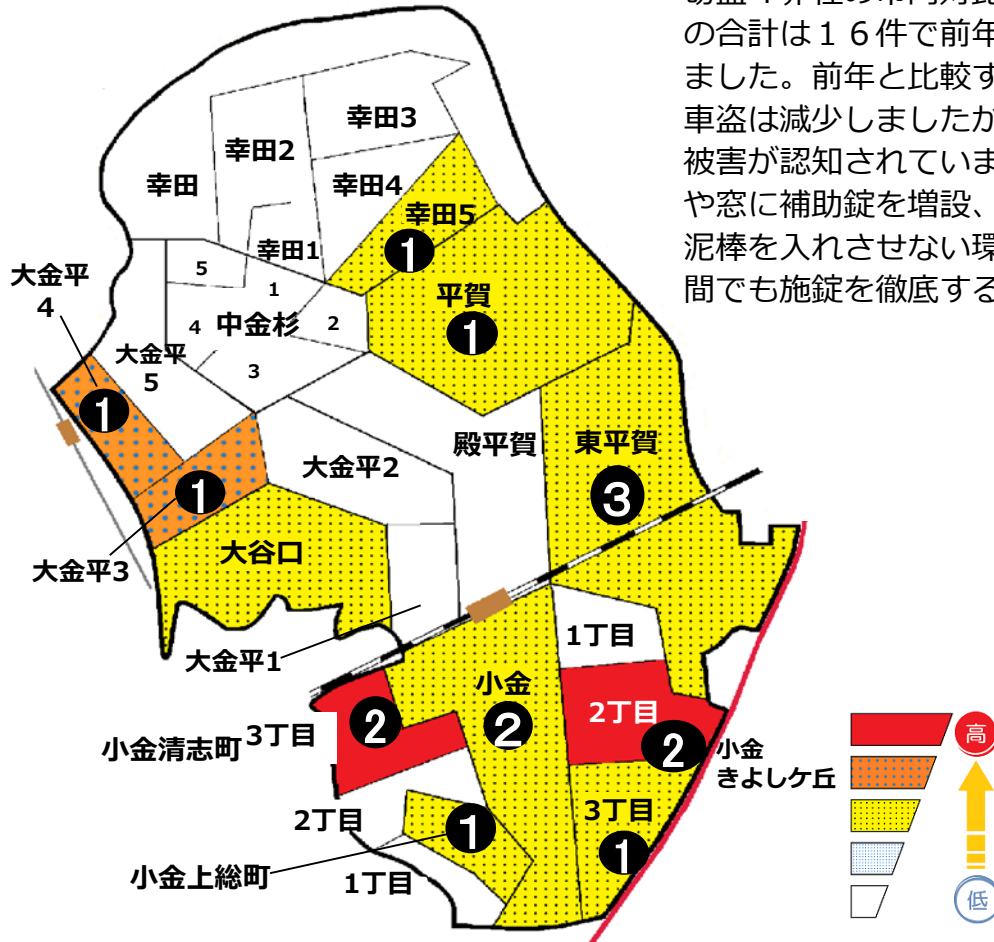 の合計は１６件で前年
ました。前年と比較す
車盗は減少しましたが
被害が認知されていま
や窓に補助錠を増設、
泥棒を入れさせない環
間でも施錠を徹底する
幸田3
幸田2
幸田
幸田4
幸田5
1
幸田1
大金平
4
5
1
平賀
1
4
中金杉
2
大金平
5
3
1
殿平賀
東平賀
大金平2
1
3
大金平3
大谷口
1丁目
大金平1
小金
2
2丁目
2
小金清志町
3丁目
2
小金
きよしケ丘
高
2丁目
1
3丁目
1
小金上総町
1丁目
低